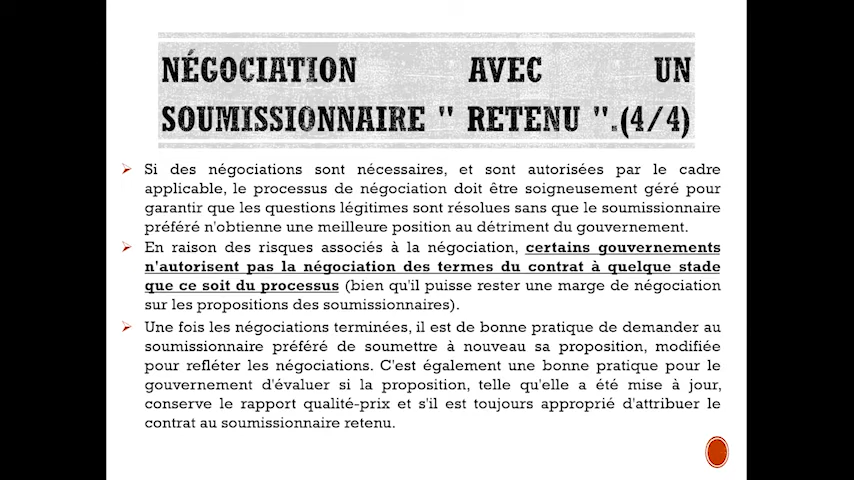 NÉGOCIATION AVEC UN
SOUMISSIONNAIRE " RETENU ".(4/4)
Si des négociations sont nécessaires, et sont autorisées par le cadre
applicable, le processus de négociation doit être soigneusement géré pour
garantir que les questions légitimes sont résolues sans que le soumissionnaire
préféré n'obtienne une meilleure position au détriment du gouvernement.
En raison des risques associés à la négociation, certains gouvernements
n'autorisent pas la négociation des termes du contrat à quelque stade
que ce soit du processus (bien qu'il puisse rester une marge de négociation
sur les propositions des soumissionnaires).
Une fois les négociations terminées, il est de bonne pratique de demander au
soumissionnaire préféré de soumettre à nouveau sa proposition, modifiée
pour refléter les négociations. C'est également une bonne pratique pour le
gouvernement d'évaluer si la proposition, telle qu'elle a été mise à jour,
conserve le rapport qualité-prix et s'il est toujours approprié d'attribuer le
contrat au soumissionnaire retenu.